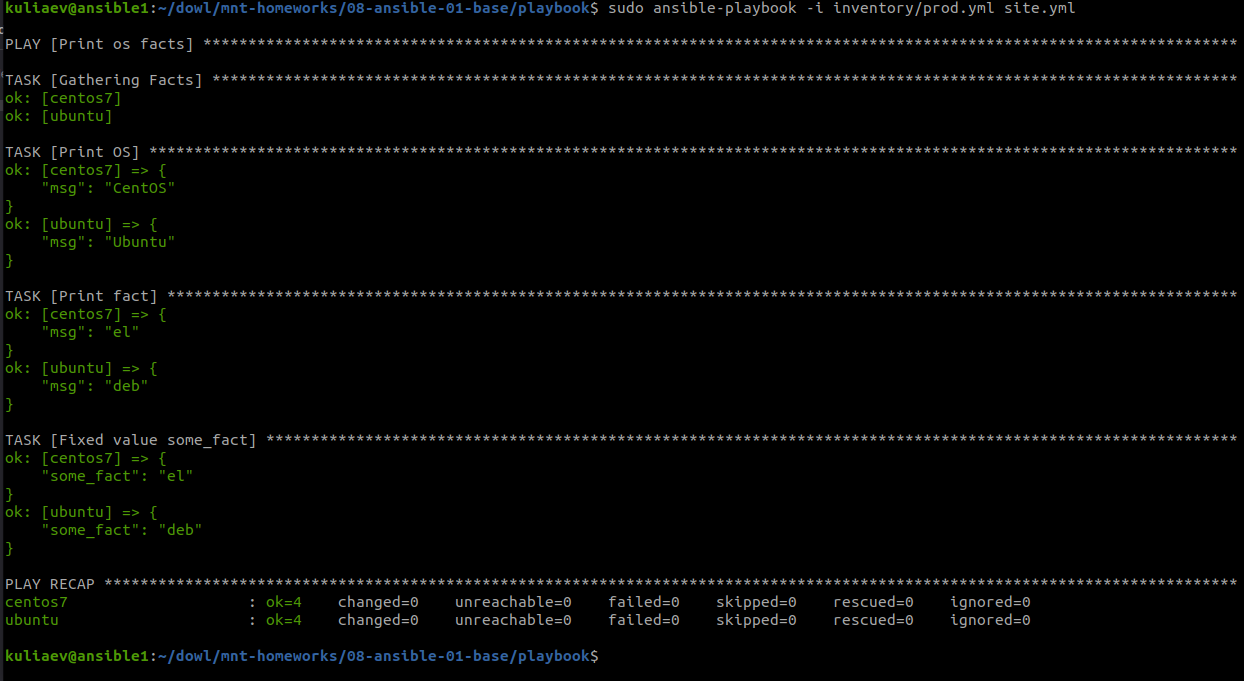 kuliaev@ansible1:~/dowl/mnt-homeworks/08-ansible-01-base/playbook$ sudo ansible-playbook -i inventory/prod.yml site.yml
PLAY [Print os facts] *******************************************************************************************************************
TASK [Gathering Facts] ******************************************************************************************************************
ok: [centos7]
ok: [ubuntu]
TASK [Print OS] *************************************************************************************************************************
ok: [centos7] => {
    "msg": "CentOS"
}
ok: [ubuntu] => {
    "msg": "Ubuntu"
}
TASK [Print fact] ***********************************************************************************************************************
ok: [centos7] => {
    "msg": "el"
}
ok: [ubuntu] => {
    "msg": "deb"
}
TASK [Fixed value some_fact] ************************************************************************************************************
ok: [centos7] => {
    "some_fact": "el"
}
ok: [ubuntu] => {
    "some_fact": "deb"
}
PLAY RECAP ******************************************************************************************************************************
centos7                    : ok=4    changed=0    unreachable=0    failed=0    skipped=0    rescued=0    ignored=0
ubuntu                     : ok=4    changed=0    unreachable=0    failed=0    skipped=0    rescued=0    ignored=0
kuliaev@ansible1:~/dowl/mnt-homeworks/08-ansible-01-base/playbook$